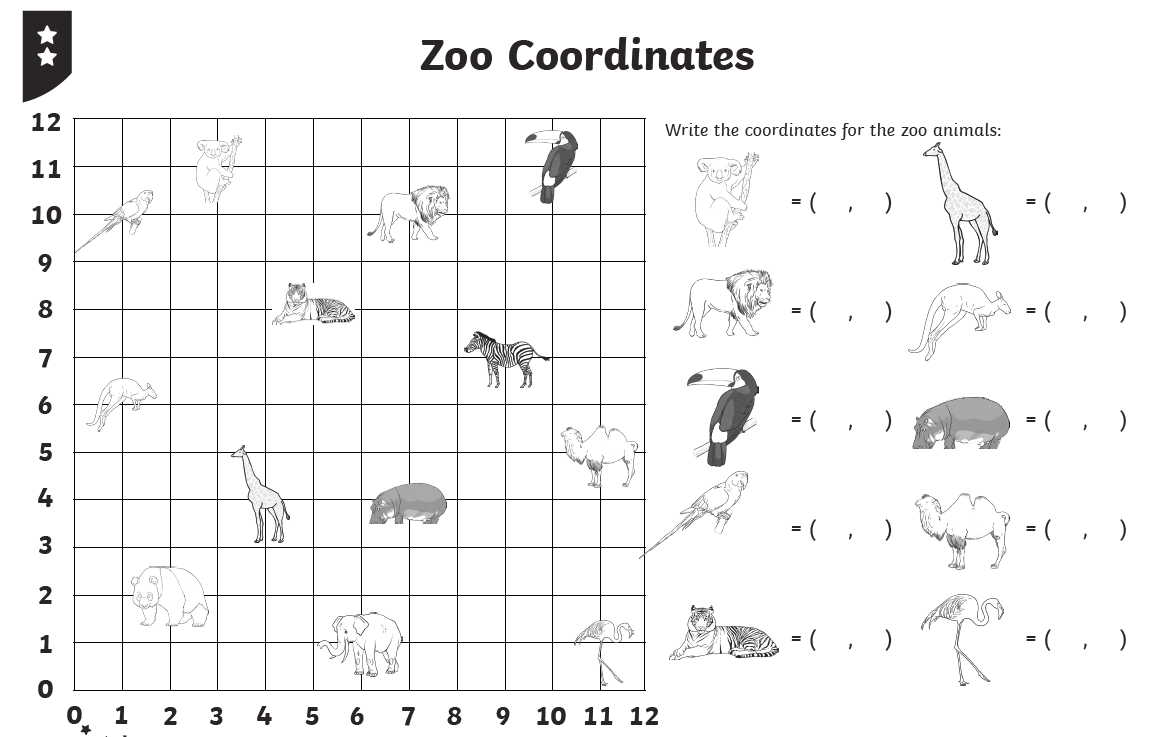 Zoo Coordinates
12
11
10
9
8
7
6
5
4
3
2
1
0
0 1 2 3 4 5 6 7 8 9 10 11 12
Write the coordinates for the zoo animals:
= (     ,     )   = (     ,     )
= (     ,     )   = (     ,     )
= (     ,     )   = (     ,     )
= (     ,     )   = (     ,     )
= (     ,     )   = (     ,     )